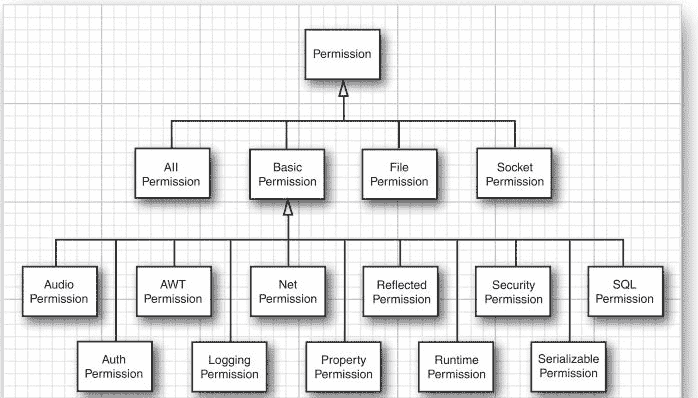 Permission
All
Permission
Basic
Permission
File
Permission
Socket
Permission
Audio
Permission
AWT
Permission
Net
Permission
Reflected
Permission
Security
Permission
SQL
Permission
Auth
Permission
Logging
Permission
Property
Permission
Runtime
Permission
Serializable
Permission